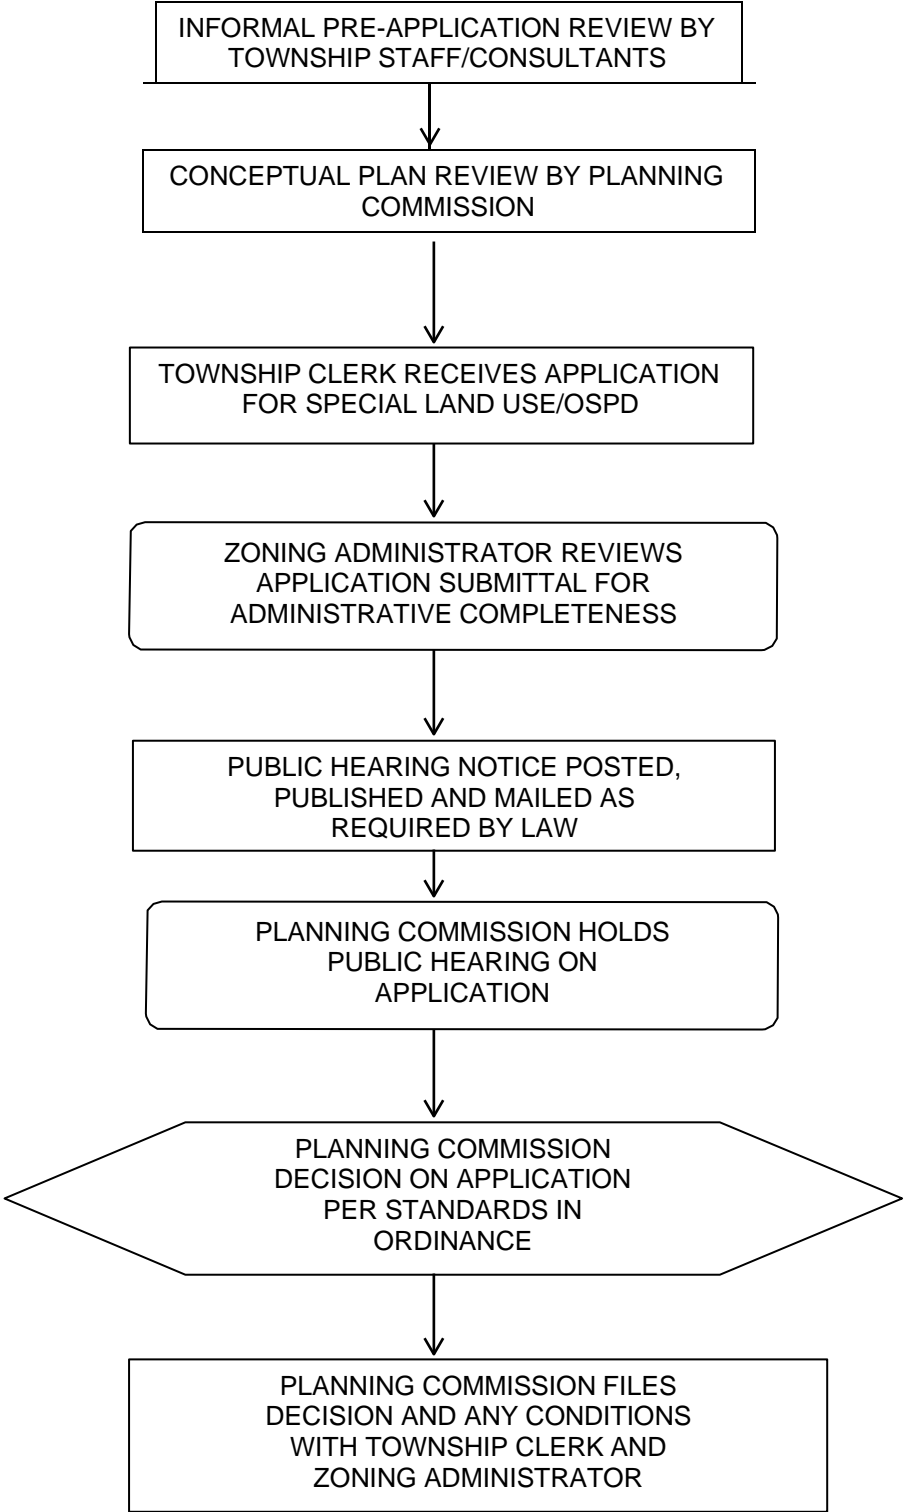 INFORMAL PRE-APPLICATION REVIEW BY
TOWNSHIP STAFF/CONSULTANTS
CONCEPTUAL PLAN REVIEW BY PLANNING
COMMISSION
TOWNSHIP CLERK RECEIVES APPLICATION
FOR SPECIAL LAND USE/OSPD
ZONING ADMINISTRATOR REVIEWS
APPLICATION SUBMITTAL FOR
ADMINISTRATIVE COMPLETENESS
PUBLIC HEARING NOTICE POSTED,
PUBLISHED AND MAILED AS
REQUIRED BY LAW
PLANNING COMMISSION HOLDS
PUBLIC HEARING ON
APPLICATION
PLANNING COMMISSION
DECISION ON APPLICATION
PER STANDARDS IN
ORDINANCE
PLANNING COMMISSION FILES
DECISION AND ANY CONDITIONS
WITH TOWNSHIP CLERK AND
ZONING ADMINISTRATOR